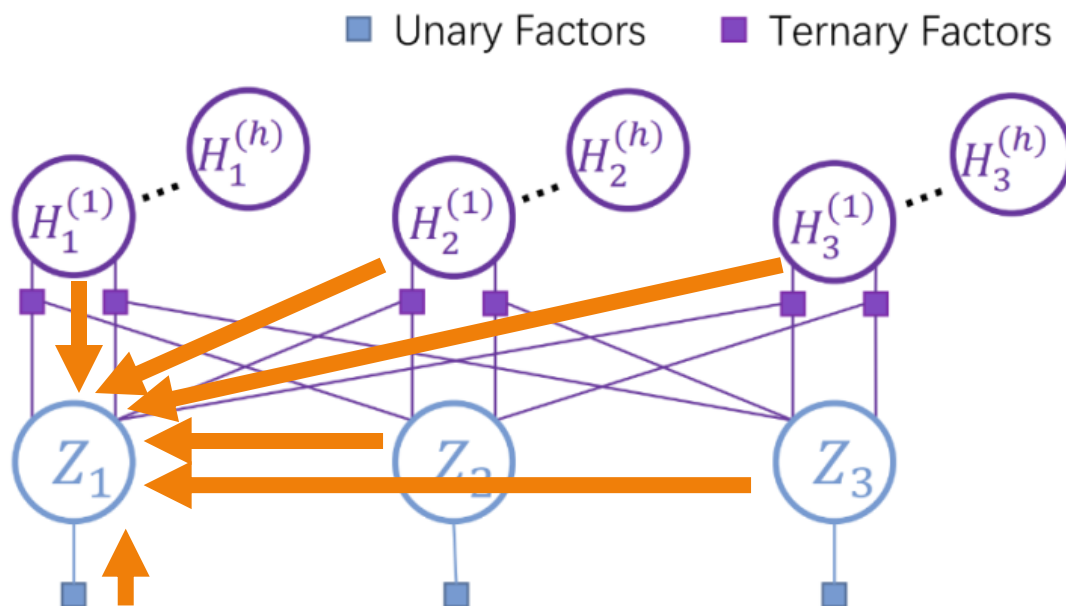 Unary Factors Ternary Factors
H_1^{(h)} H_2^{(h)} H_3^{(h)}
H_1^{(1)} H_2^{(1)} H_3^{(1)}
Z_1 Z_2 Z_3